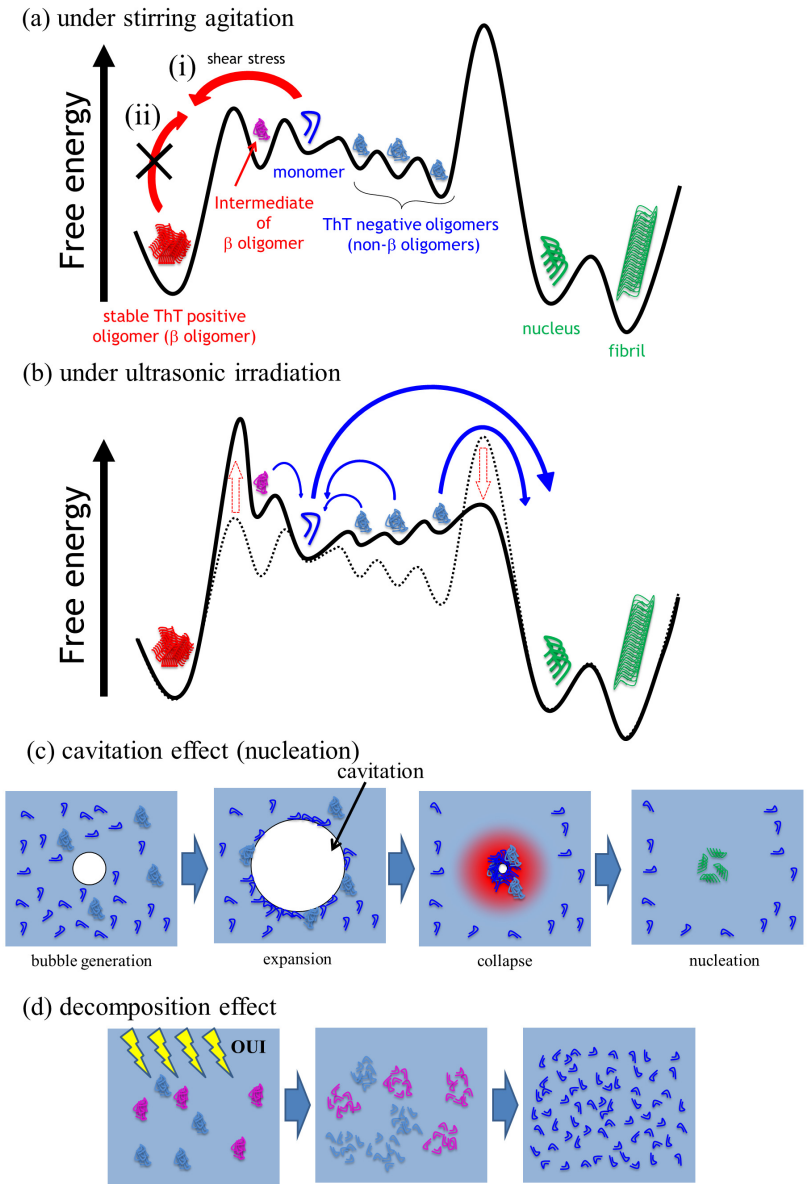 (a) under stirring agitation
(i)
shear stress
(ii)
Free energy
monomer
Intermediate
of
β oligomer
ThT negative oligomers
(non-β oligomers)
stable ThT positive
oligomer (β oligomer)
nucleus
fibril
(b) under ultrasonic irradiation
Free energy
(c) cavitation effect (nucleation)
cavitation
bubble generation
expansion
collapse
nucleation
(d) decomposition effect
OUI